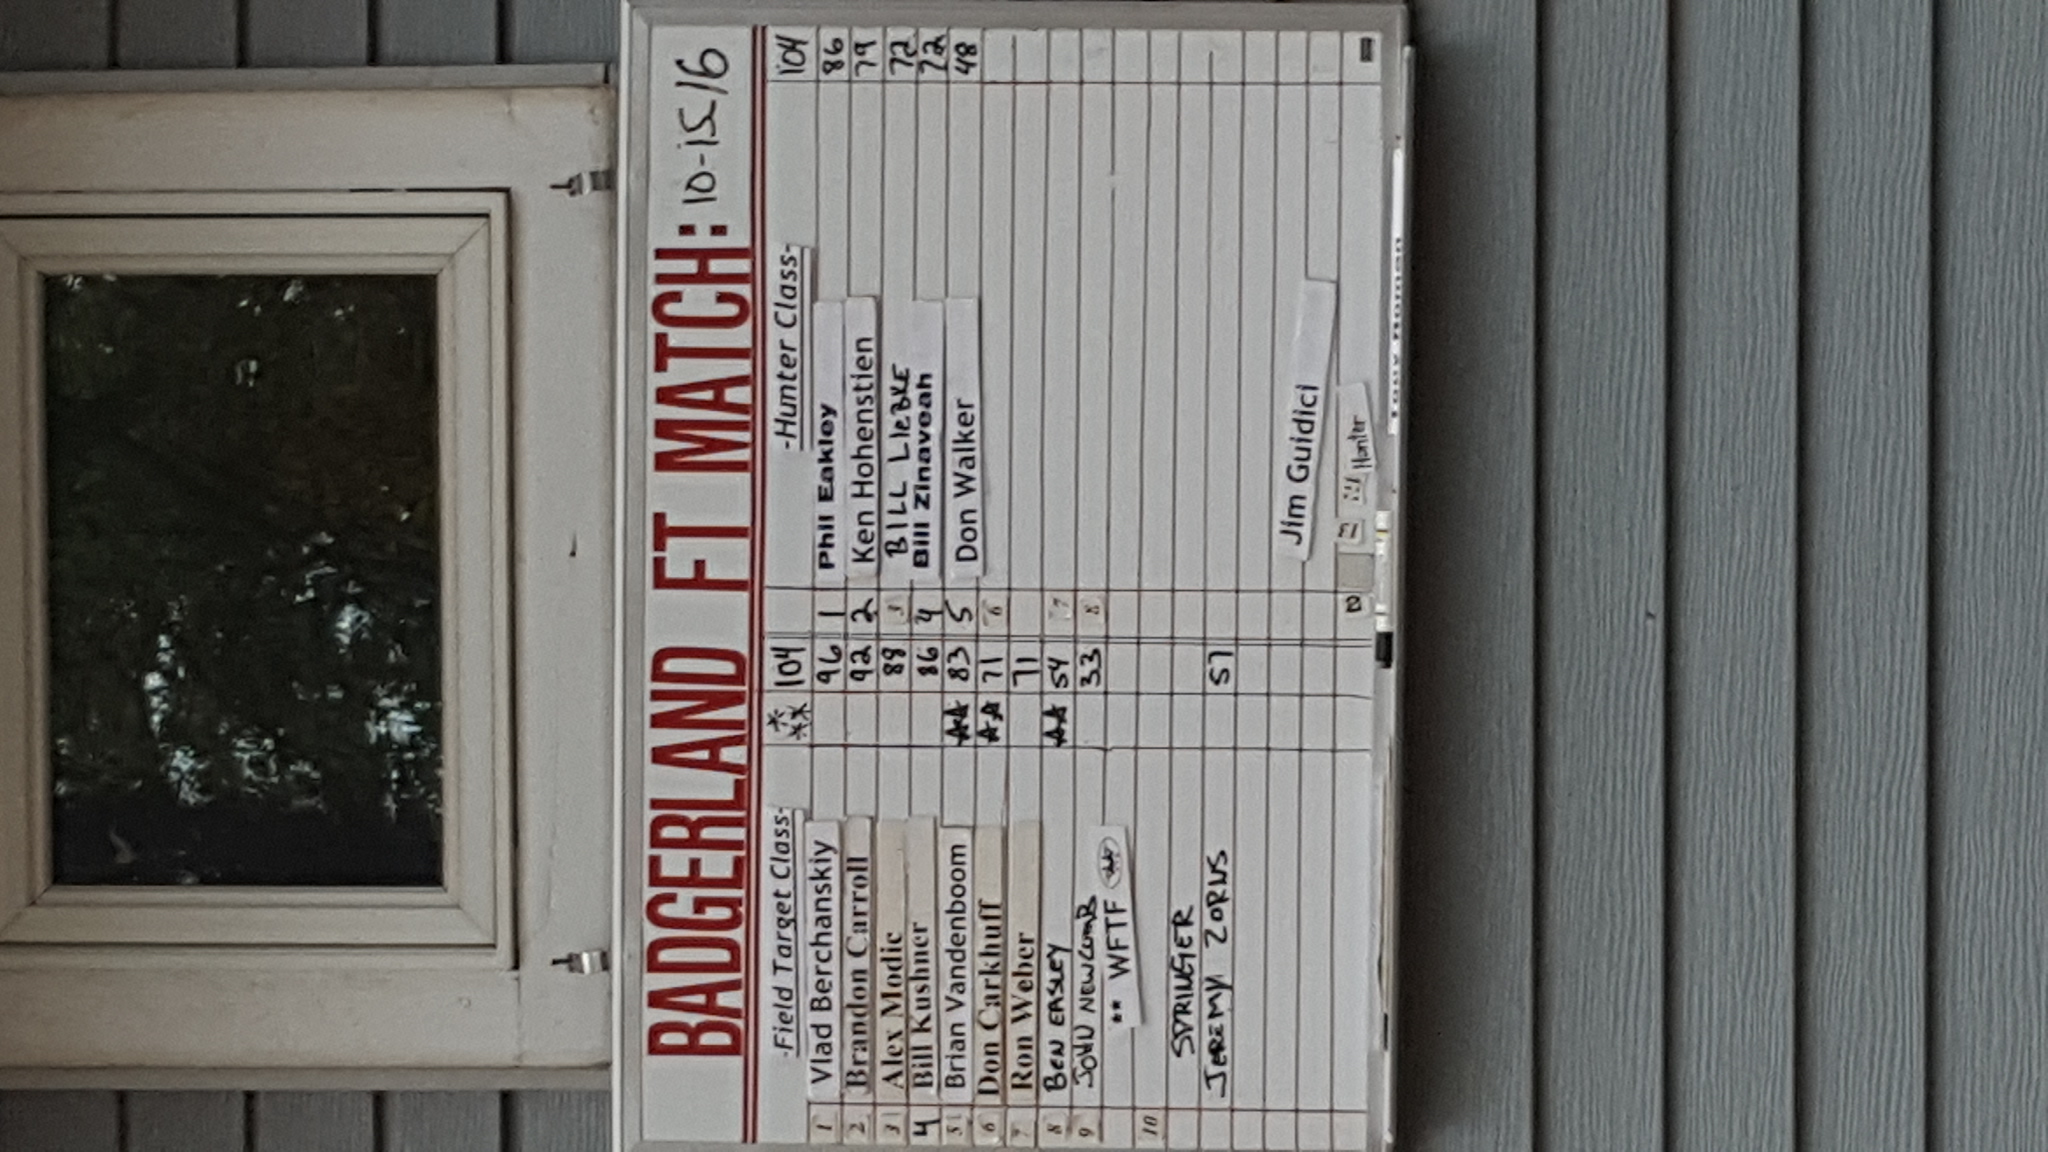 BADGERLAND FT MATCH: 10-15/6
-Field Target Class- * ** 104 -Hunter Class- 104
1 Vlad Berchanskiy 96 1 Phil Eakley 86
2 Brandon Carroll 92 2 Ken Hohenstien 79
3 Alex Modic 88 3 BILL LIEBKE 72
4 Bill Kushner 86 4 Bill Zinaveah 72
5 Brian Vandenboom ** 83 5 Don Walker 48
6 Don Carkhuff ** 71 6
7 Ron Weber 71
8 BEN EASLEY ** 54 7
9 JOHN NEWCOMB 33 8
** WFTF **
10
SPRINGER
JEREMY ZORNS 57
Jim Guidici
Hunter